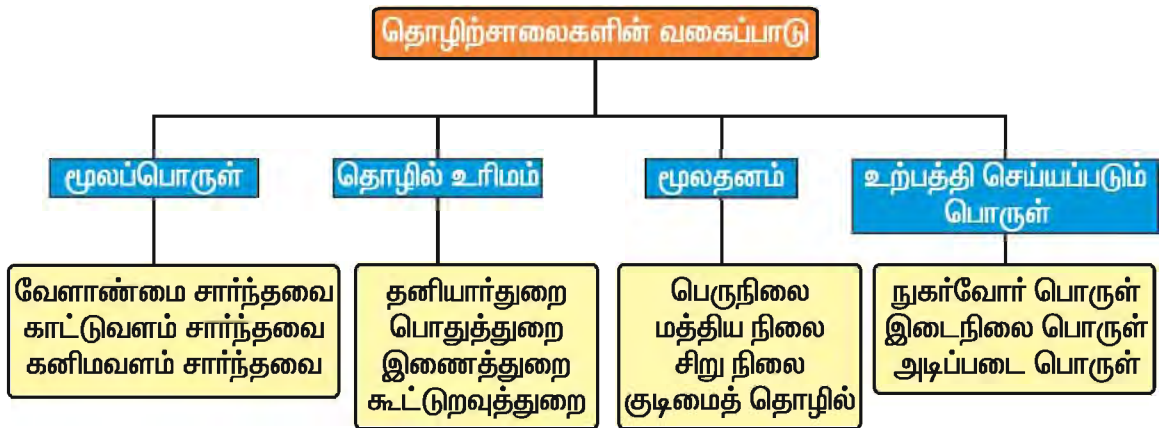 தொழிற்சாலைகளின் வகைப்பாடு
மூலப்பொருள்
தொழில் உரிமம்
மூலதனம்
உற்பத்தி செய்யப்படும்
பொருள்
வேளாண்மை சார்ந்தவை
காட்டுவளம் சார்ந்தவை
கனிமவளம் சார்ந்தவை
தனியார்துறை
பொதுத்துறை
இணைத்துறை
கூட்டுறவுத்துறை
பெருநிலை
மத்திய நிலை
சிறு நிலை
குடிமைத் தொழில்
நுகர்வோர் பொருள்
இடைநிலை பொருள்
அடிப்படை பொருள்